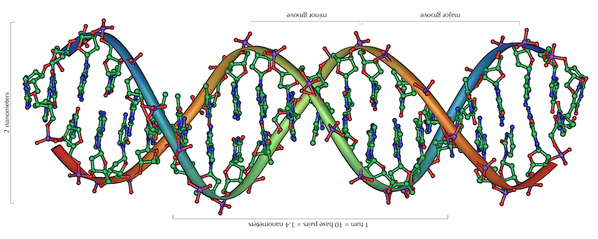 minor groove
major groove
2 nanometers
1 turn = 10 base pairs = 3.4 nanometers